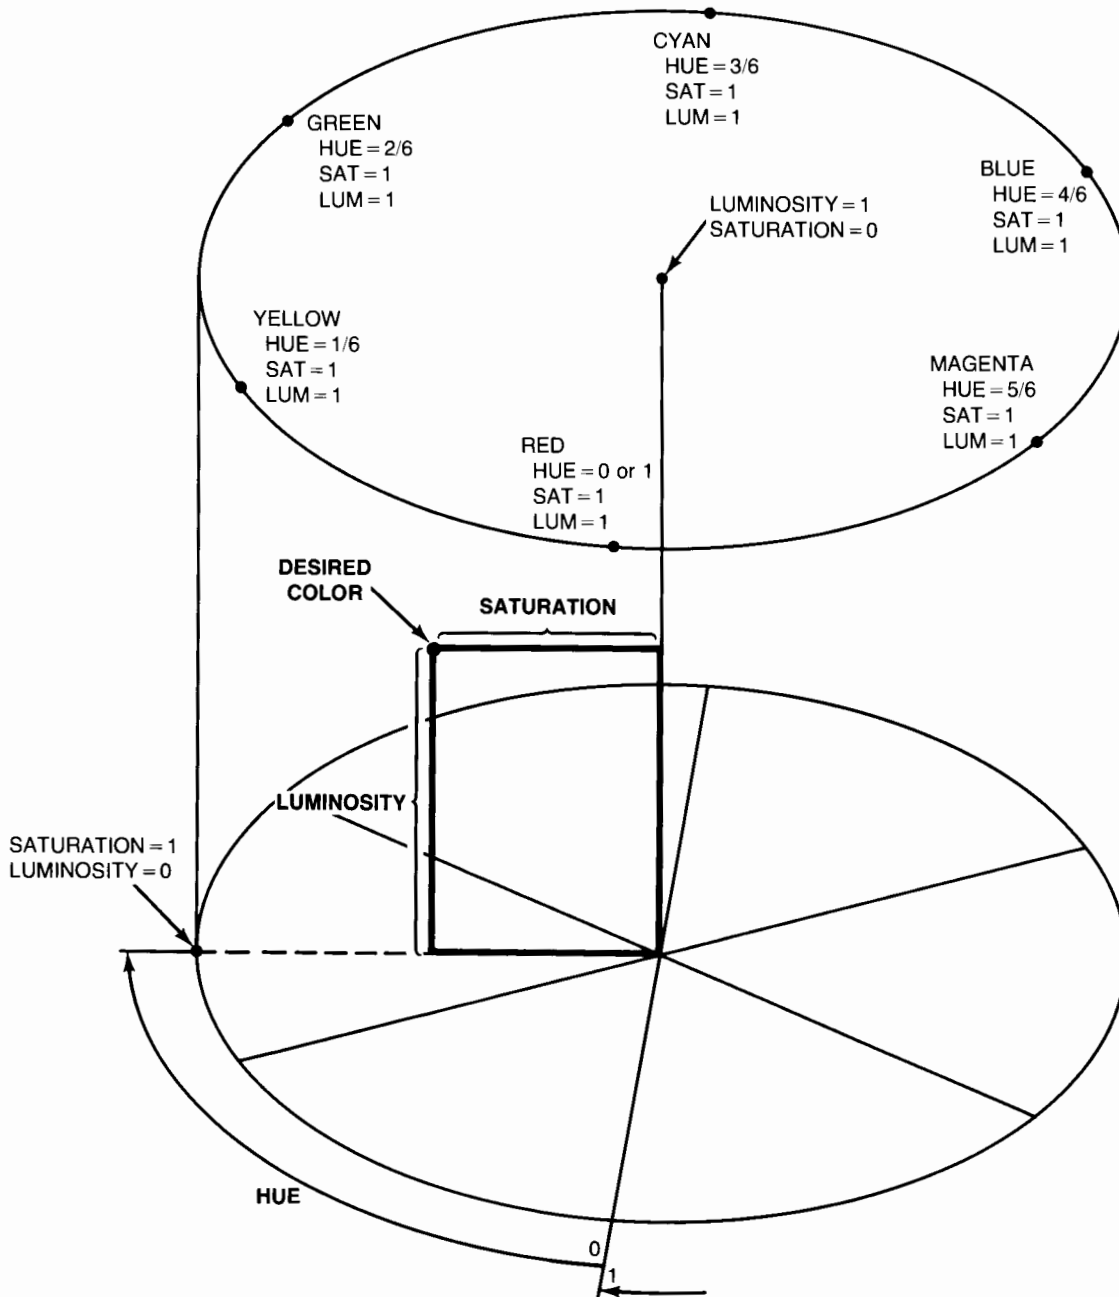 CYAN
HUE = 3/6
SAT = 1
LUM = 1
GREEN
HUE = 2/6
SAT = 1
LUM = 1
BLUE
HUE = 4/6
SAT = 1
LUM = 1
LUMINOSITY = 1
SATURATION = 0
YELLOW
HUE = 1/6
SAT = 1
LUM = 1
MAGENTA
HUE = 5/6
SAT = 1
LUM = 1
RED
HUE = 0 or 1
SAT = 1
LUM = 1
DESIRED
COLOR
SATURATION
LUMINOSITY
SATURATION = 1
LUMINOSITY = 0
HUE
0
1